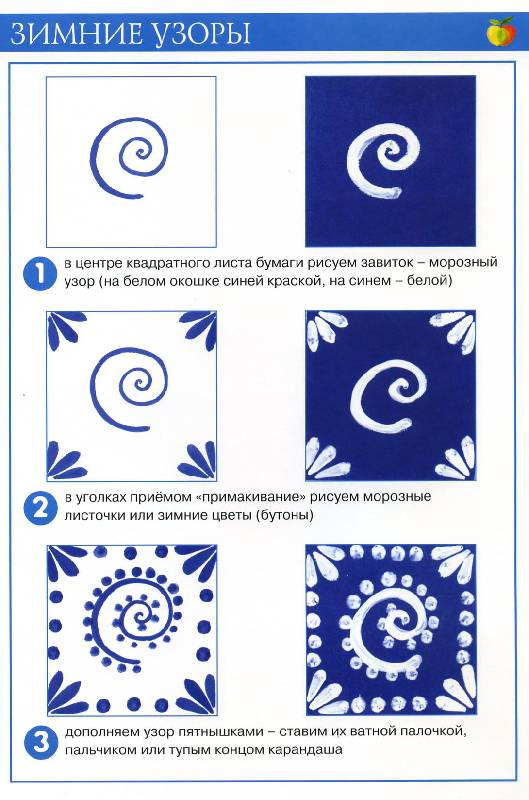 ЗИМНИЕ УЗОРЫ
1 в центре квадратного листа бумаги рисуем завиток – морозный
узор (на белом окошке синей краской, на синем – белой)
2 в уголках приёмом «примакивание» рисуем морозные
листочки или зимние цветы (бутоны)
3 дополняем узор пятнышками – ставим их ватной палочкой,
пальчиком или тупым концом карандаша